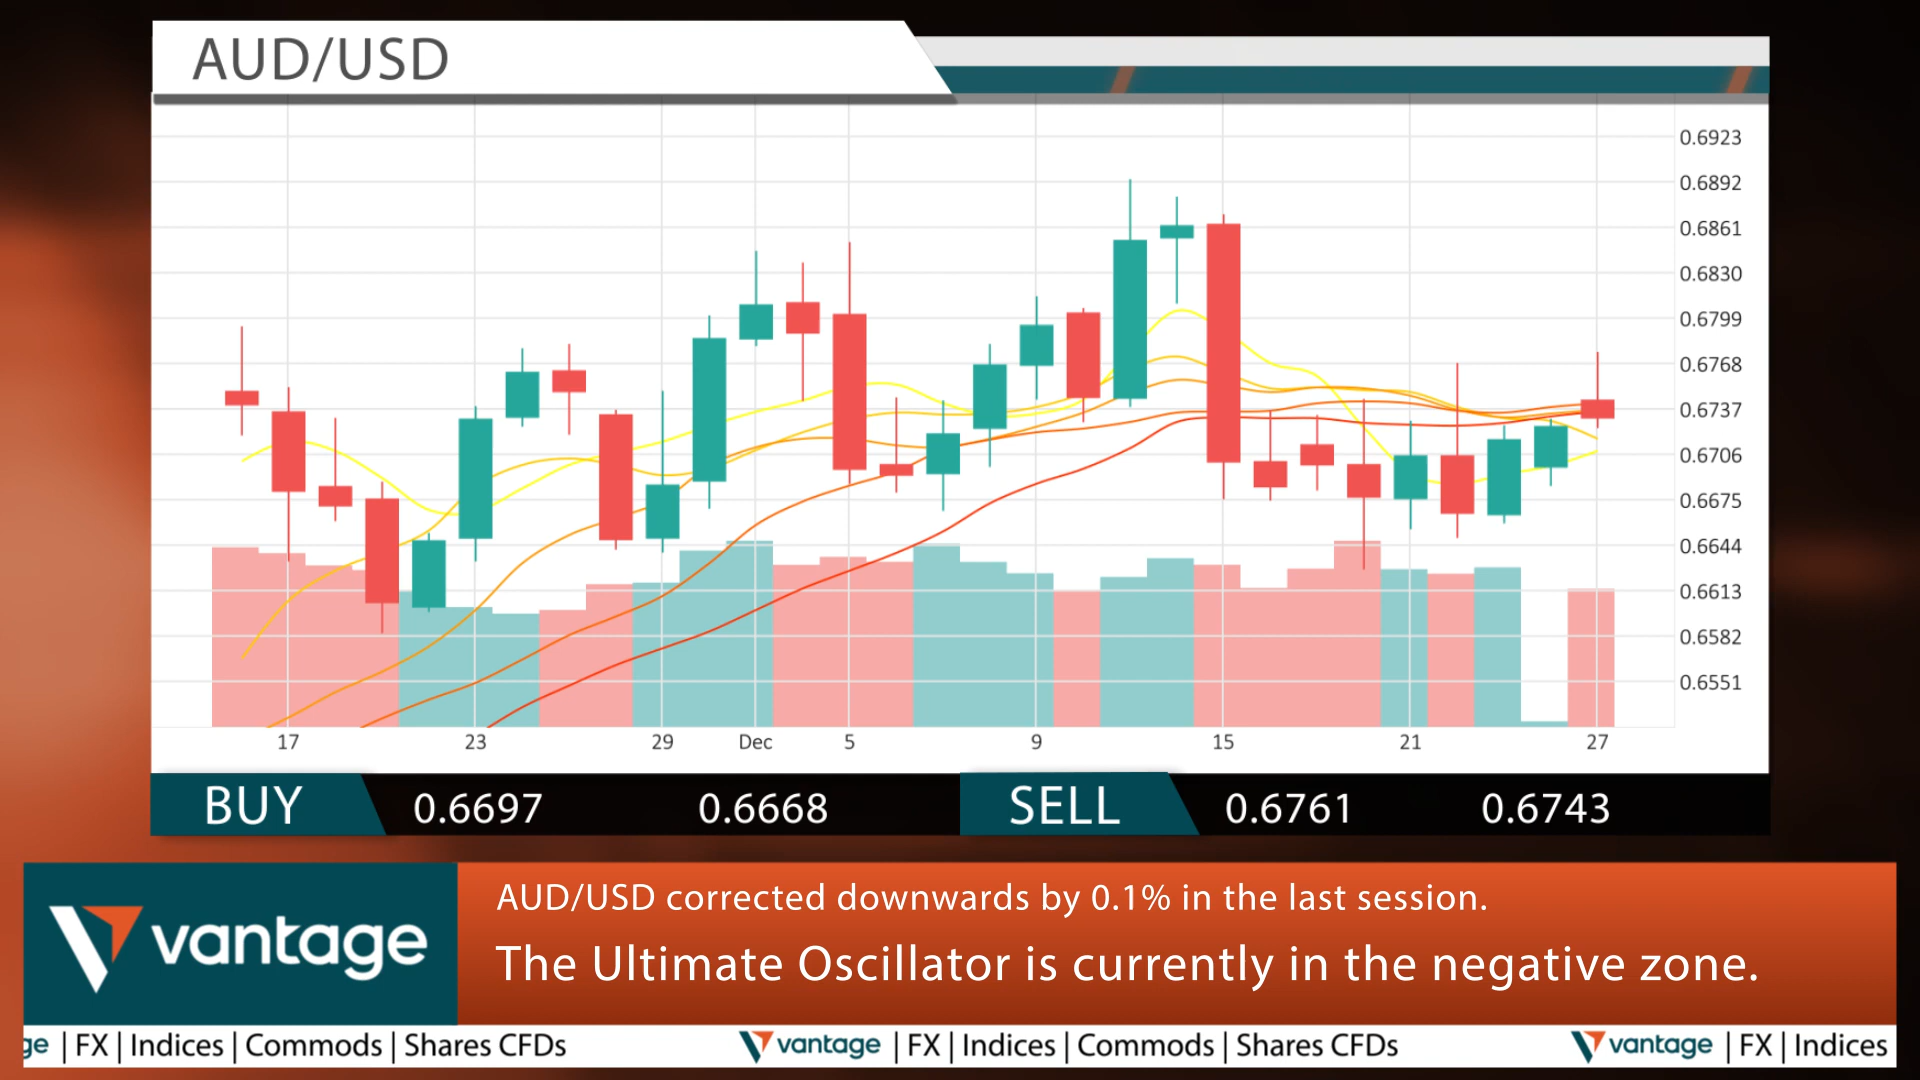 AUD/USD
0.6923
0.6892
0.6861
0.6830
0.6799
0.6768
0.6737
0.6706
0.6675
0.6644
0.6613
0.6582
0.6551
17 23 29 Dec 5 9 15 21 27
BUY 0.6697 0.6668 SELL 0.6761 0.6743
vantage
AUD/USD corrected downwards by 0.1% in the last session.
The Ultimate Oscillator is currently in the negative zone.
ge | FX | Indices | Commods | Shares CFDs vantage | FX | Indices | Commods | Shares CFDs vantage | FX | Indices